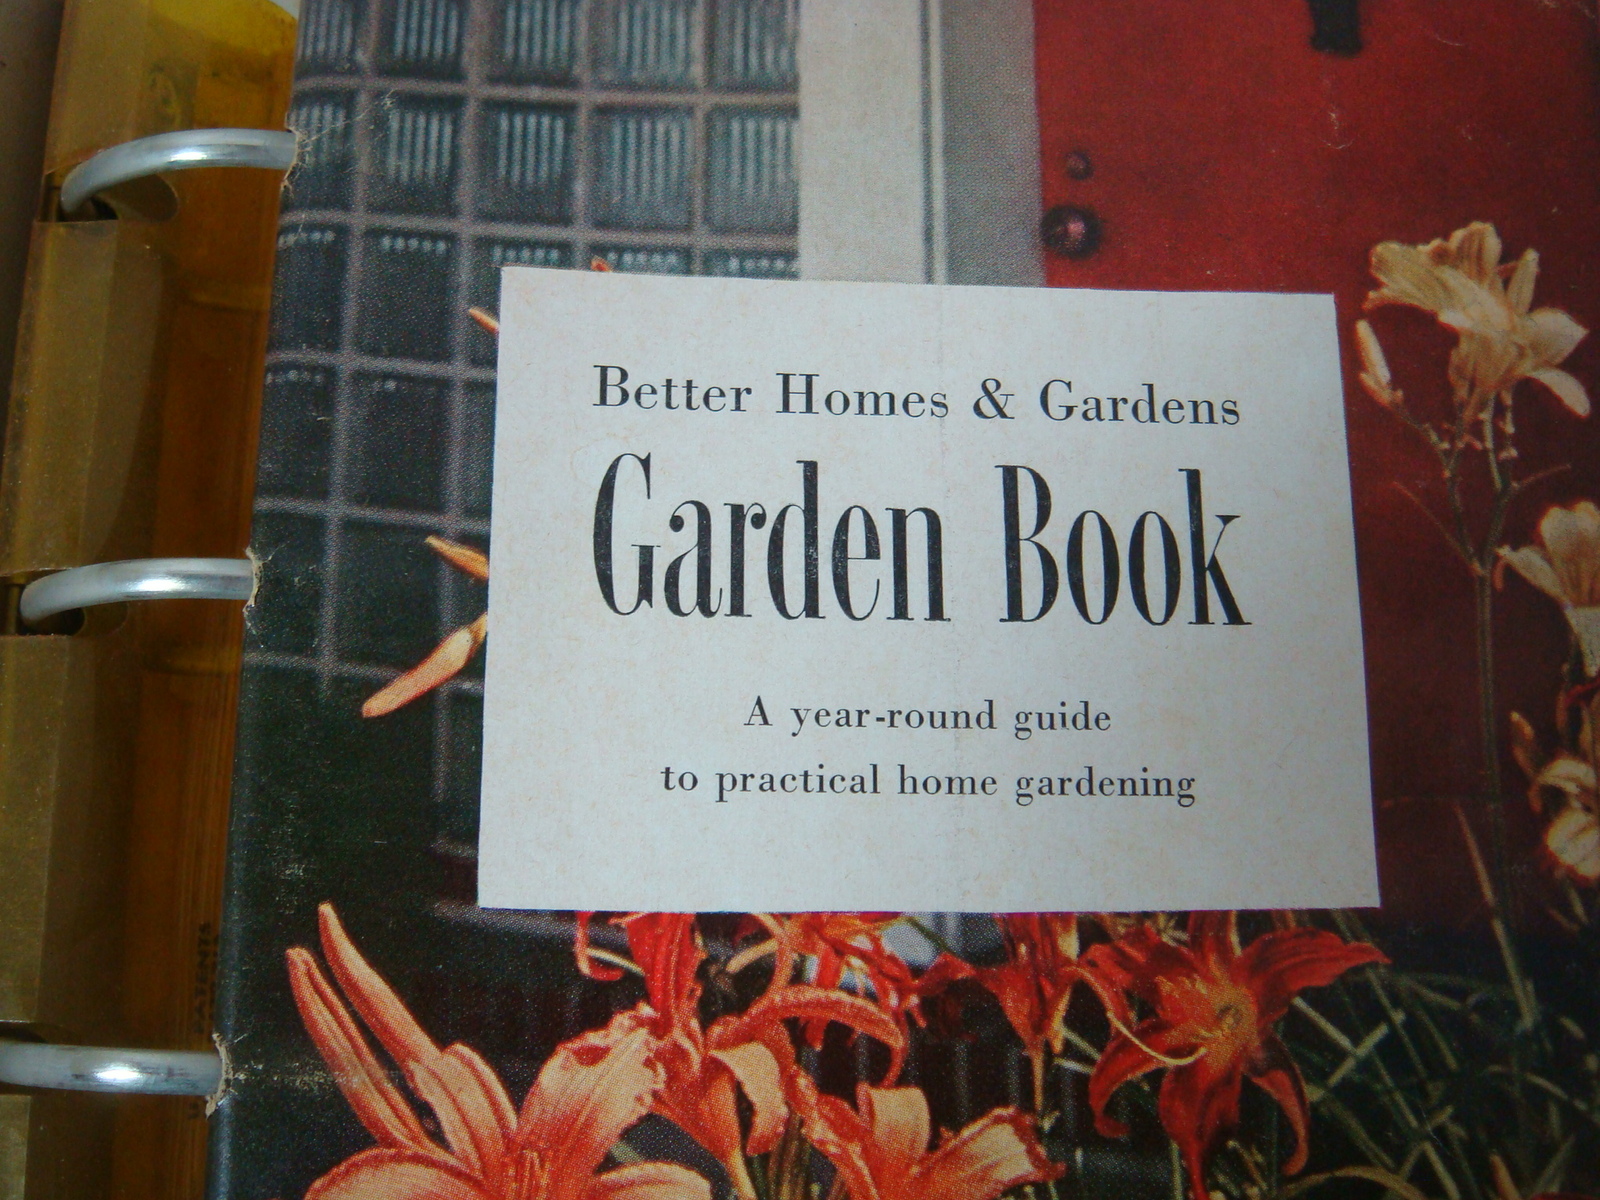 Better Homes & Gardens
Garden Book
A year-round guide
to practical home gardening